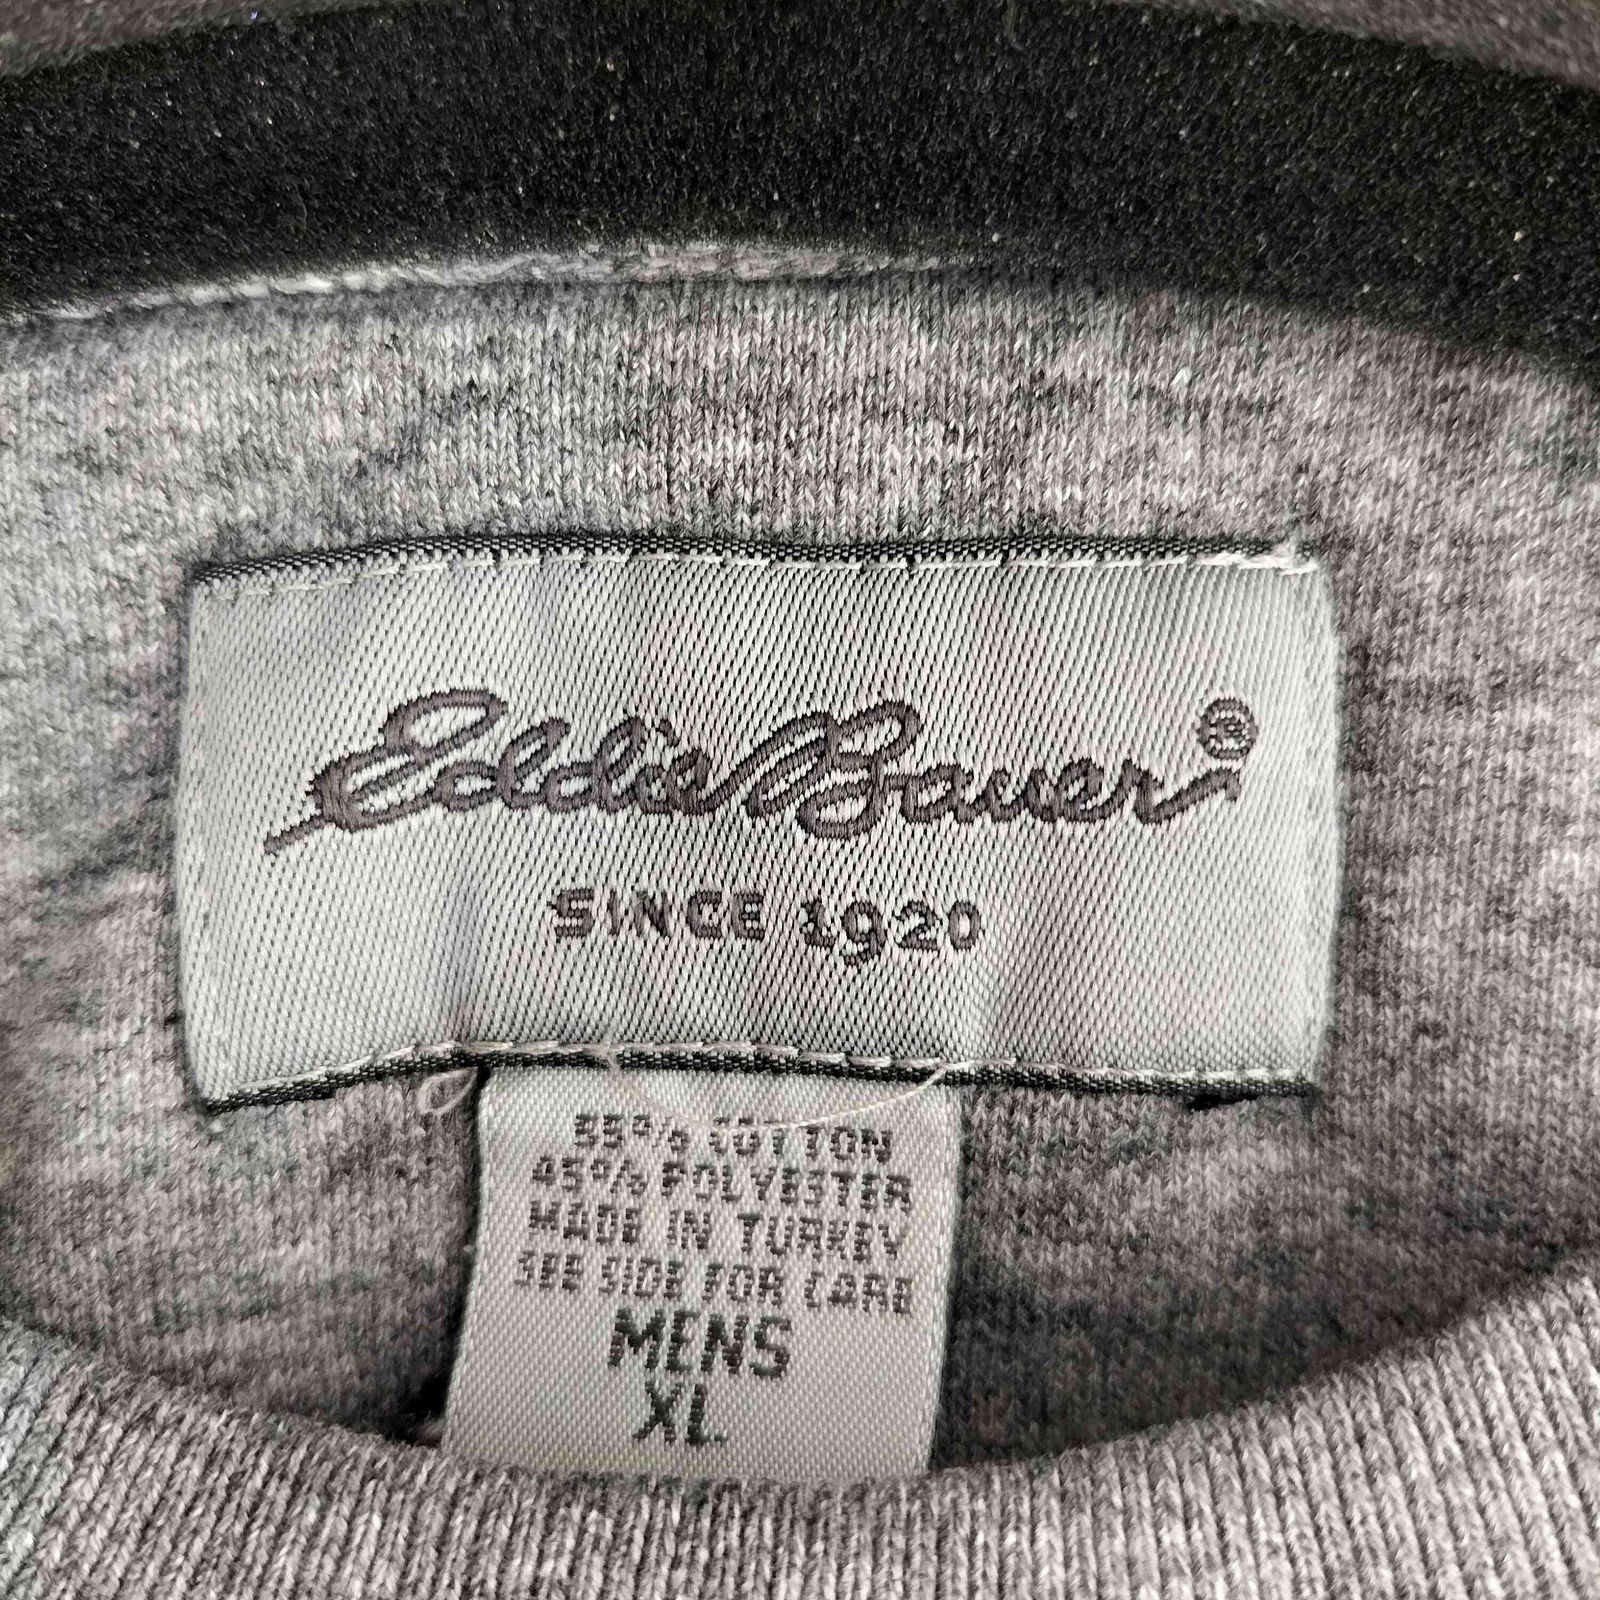 Eddie Bauer®
SINCE 1920
55% COTTON
45% POLYESTER
MADE IN TURKEY
SEE SIDE FOR CARE
MENS
XL